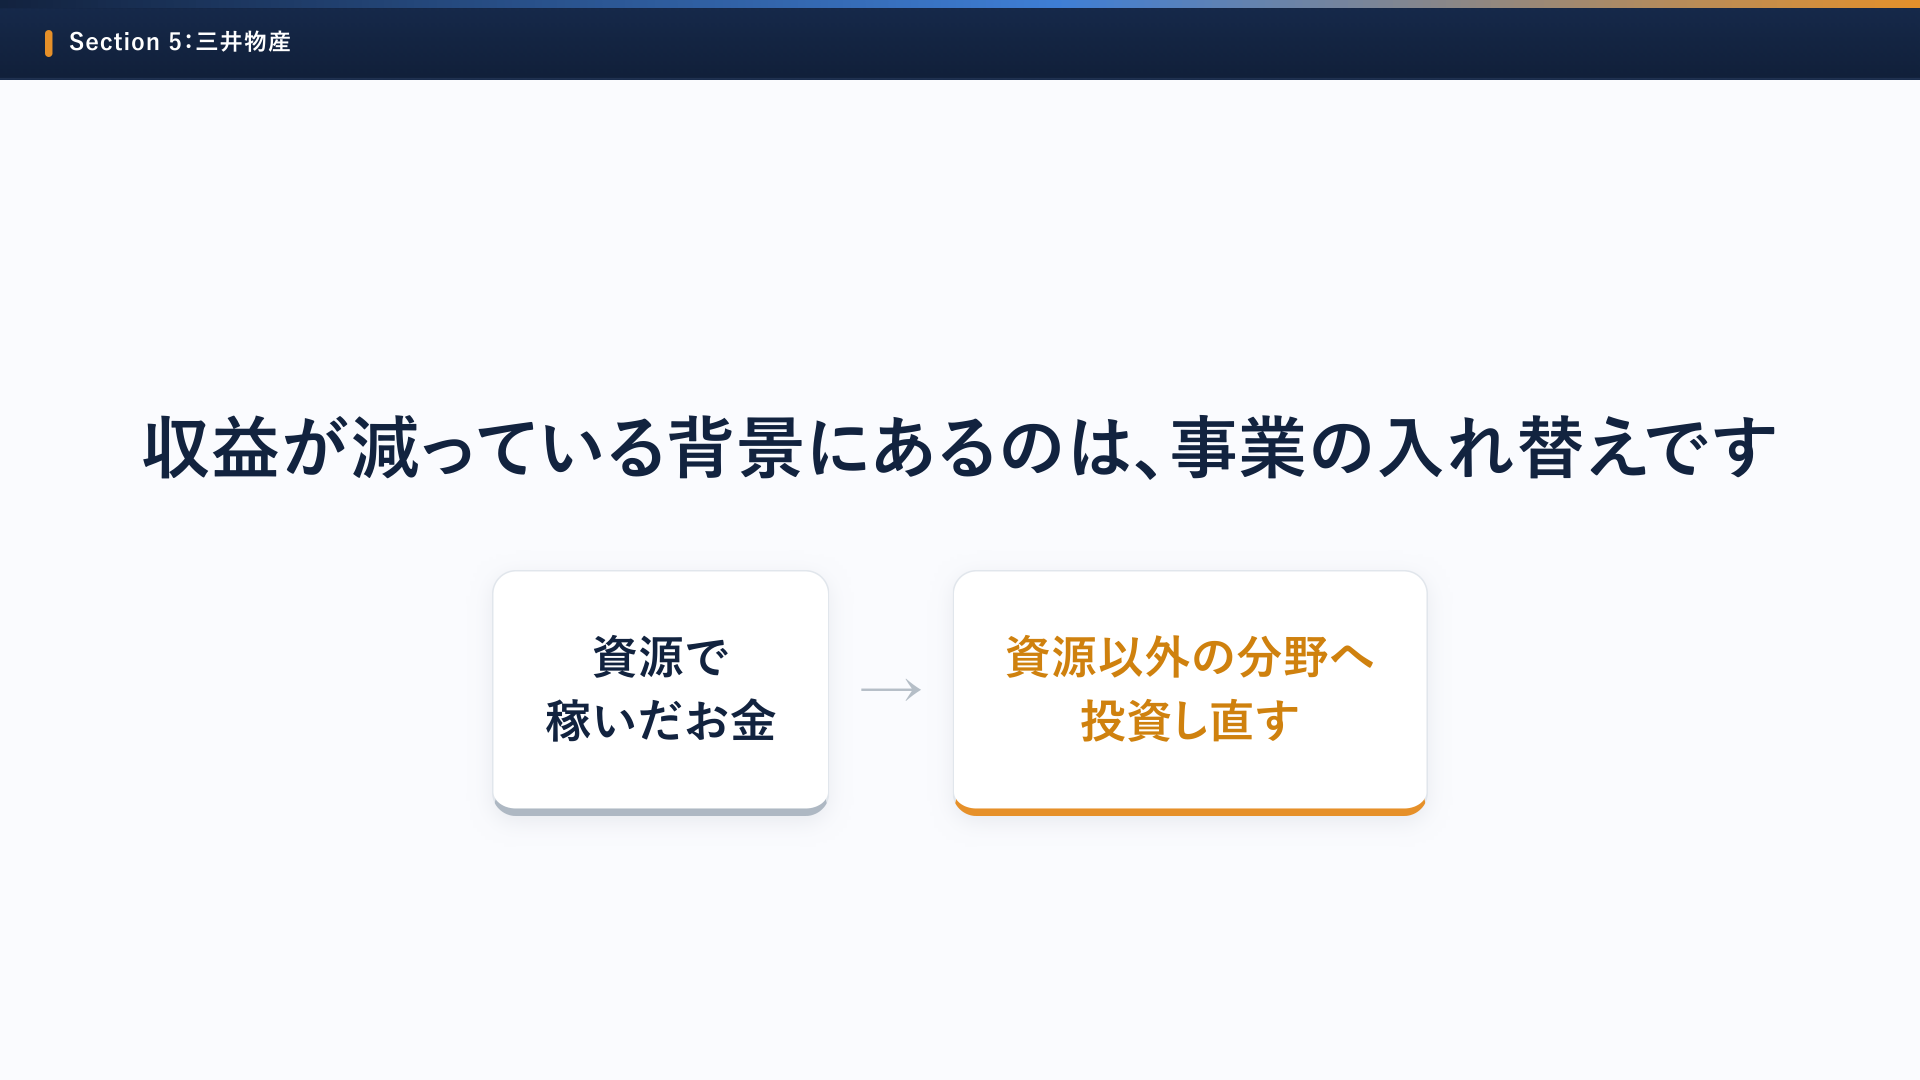 Section 5：三井物産
収益が減っている背景にあるのは、事業の入れ替えです
資源で
稼いだお金
→
資源以外の分野へ
投資し直す